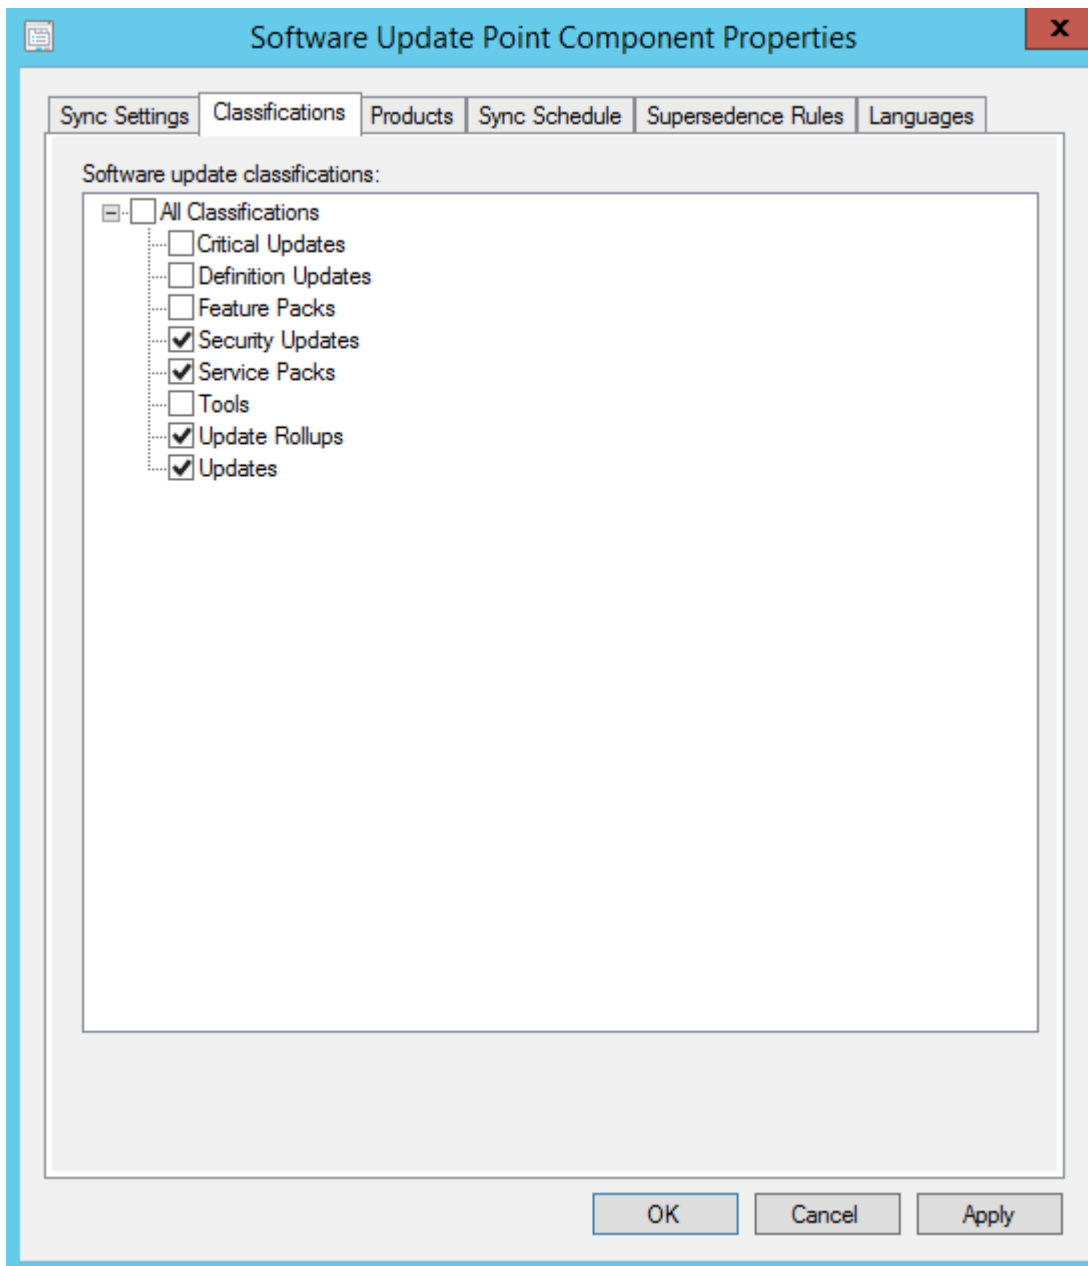 Software Update Point Component Properties
x
Sync Settings Classifications Products Sync Schedule Supersedence Rules Languages
Software update classifications:
All Classifications
Critical Updates
Definition Updates
Feature Packs
Security Updates
Service Packs
Tools
Update Rollups
Updates
OK Cancel Apply